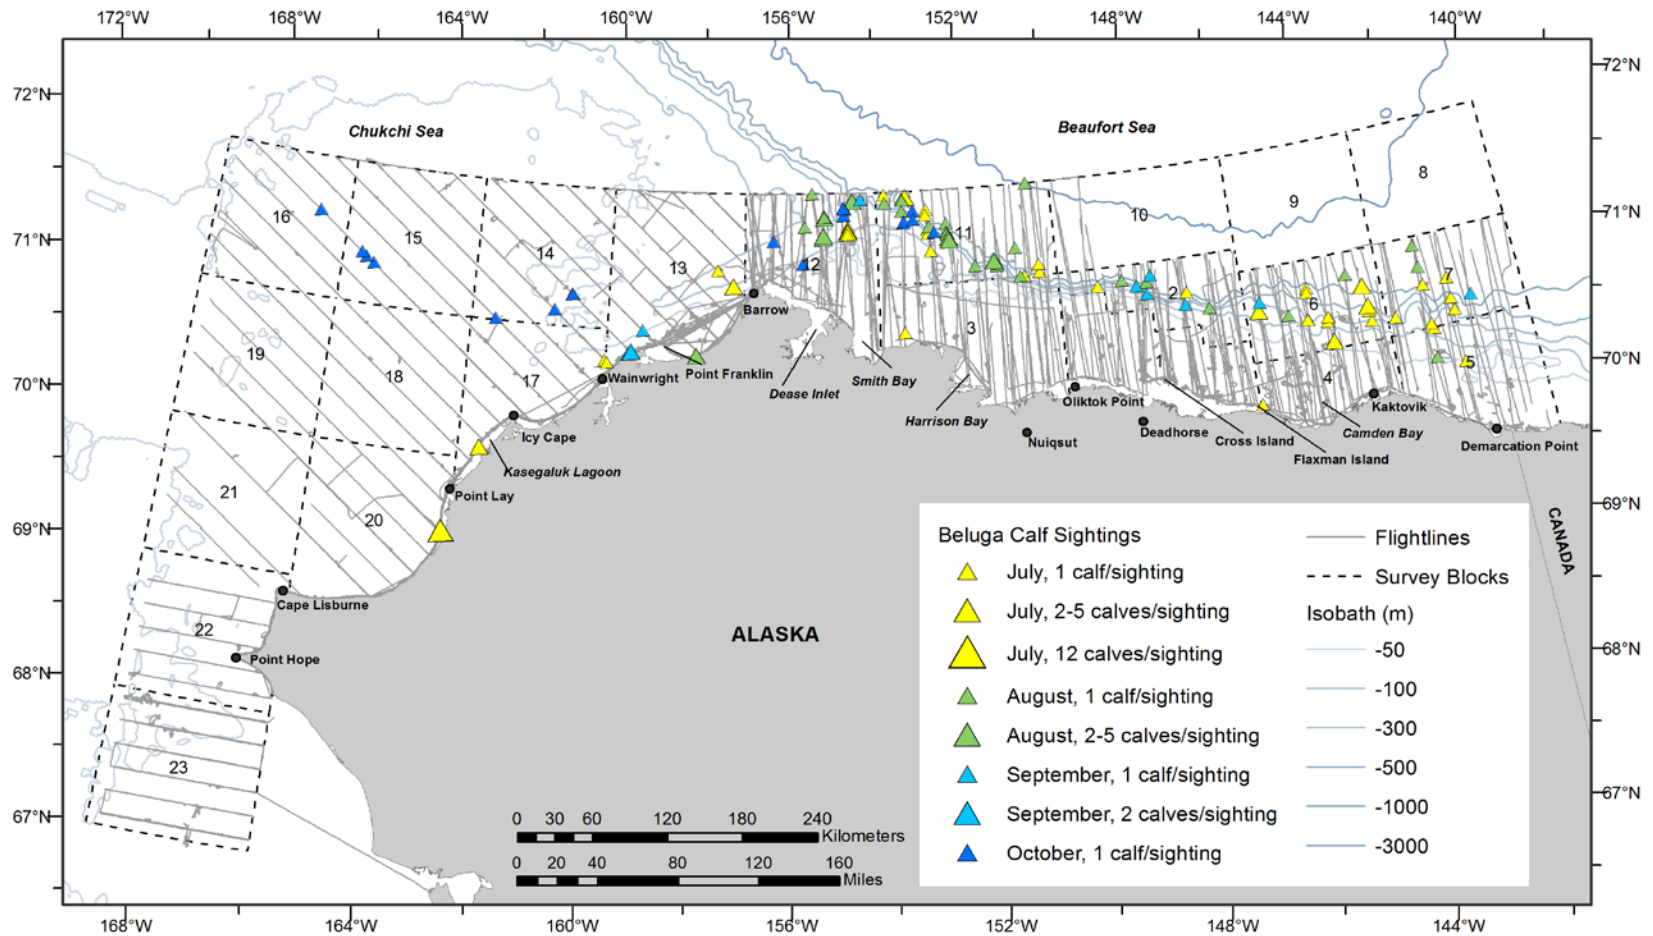 172°W 168°W 164°W 160°W 156°W 152°W 148°W 144°W 140°W
72°N
72°N
Chukchi Sea
Beaufort Sea
8
9
10
16
15
14
13
12
11
71°N
71°N
7
2
6
Barrow
3
19
18
17
Wainwright
Point Franklin
Dease Inlet
Smith Bay
Harrison Bay
1
4
5
70°N
70°N
Oliktok Point
Kaktovik
Nuiqsut
Deadhorse
Cross Island
Flaxman Island
Camden Bay
Demarcation Point
Icy Cape
Kasegaluk Lagoon
21
20
Point Lay
69°N
69°N
CANADA
Cape Lisburne
22
Point Hope
ALASKA
68°N
68°N
23
67°N
67°N
Beluga Calf Sightings
July, 1 calf/sighting
July, 2-5 calves/sighting
July, 12 calves/sighting
August, 1 calf/sighting
August, 2-5 calves/sighting
September, 1 calf/sighting
September, 2 calves/sighting
October, 1 calf/sighting
Flightlines
Survey Blocks
Isobath (m)
-50
-100
-300
-500
-1000
-3000
0 30 60 120 180 240
Kilometers
0 20 40 80 120 160
Miles
168°W 164°W 160°W 156°W 152°W 148°W 144°W 140°W